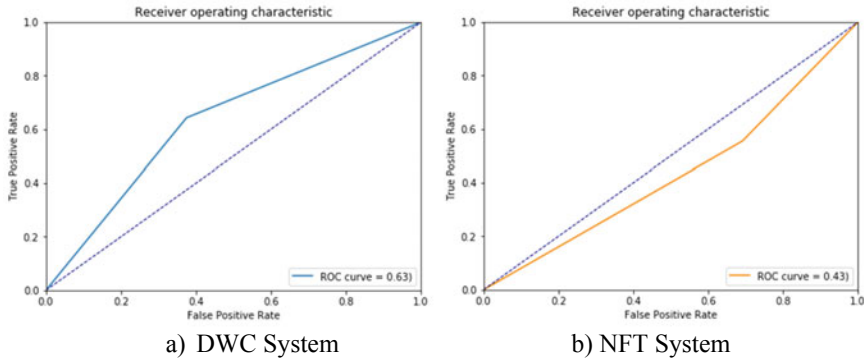 Receiver operating characteristic
True Positive Rate
1.0
0.8
0.6
0.4
0.2
0.0
0.0 0.2 0.4 0.6 0.8 1.0
False Positive Rate
ROC curve = 0.63)
a) DWC System
Receiver operating characteristic
True Positive Rate
1.0
0.8
0.6
0.4
0.2
0.0
0.0 0.2 0.4 0.6 0.8 1.0
False Positive Rate
ROC curve = 0.43)
b) NFT System